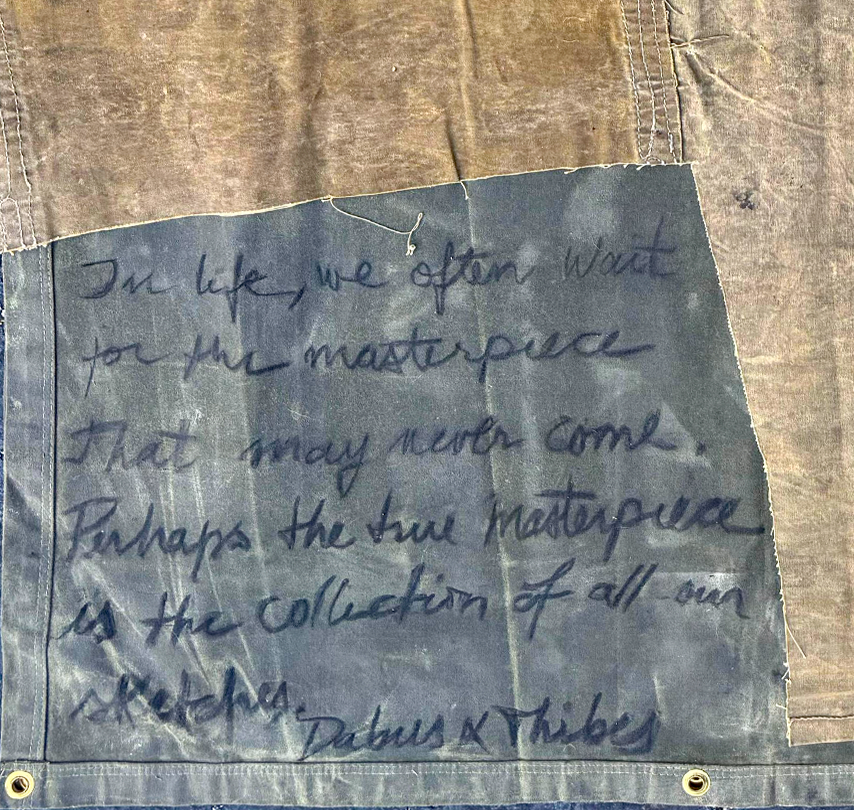 In life, we often wait
for the masterpiece
that may never come.
Perhaps the true masterpiece
is the collection of all our
sketches.
Dabus & Thibes